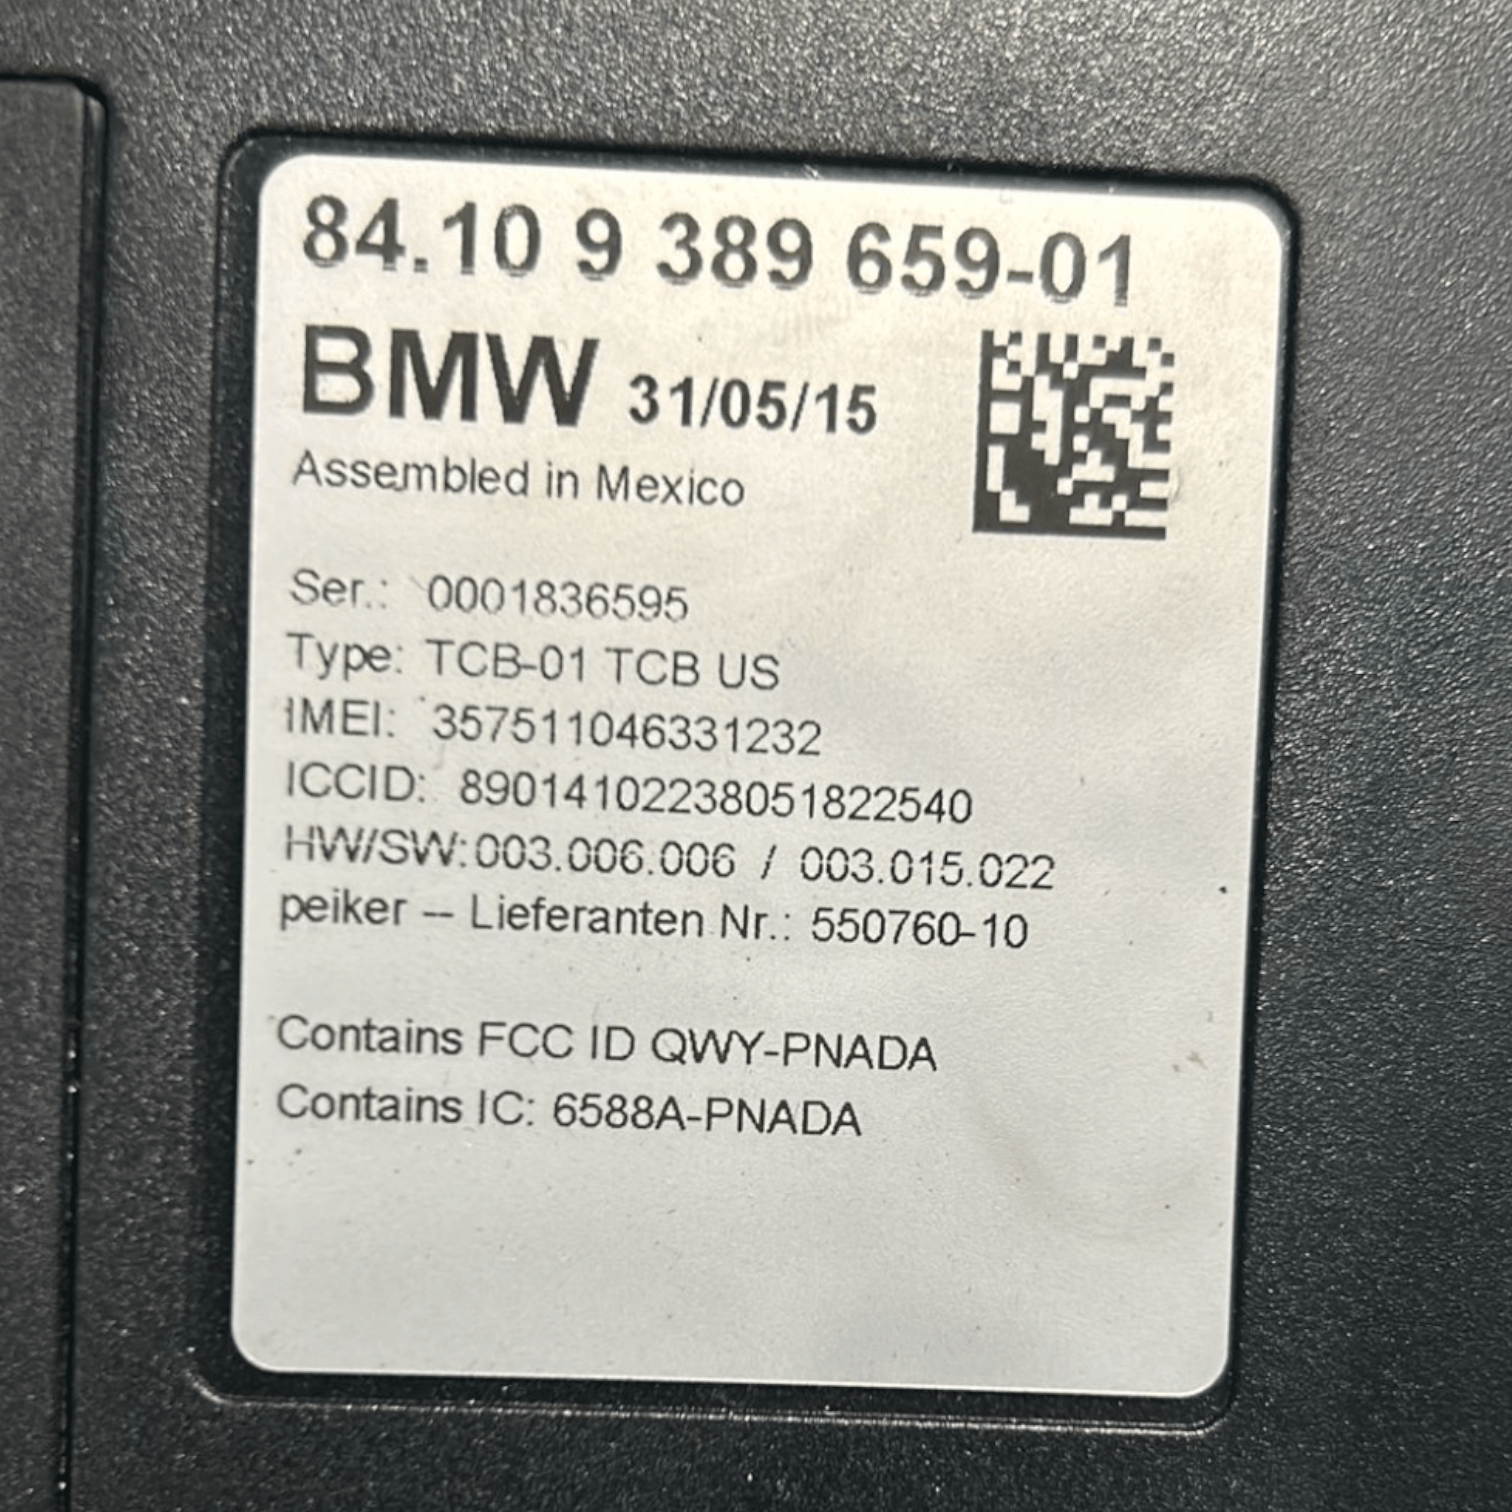 84.10 9 389 659-01
BMW 31/05/15
Assembled in Mexico
Ser.: 0001836595
Type: TCB-01 TCB US
IMEI: 357511046331232
ICCID: 89014102238051822540
HW/SW:003.006.006 / 003.015.022
peiker -- Lieferanten Nr.: 550760-10
Contains FCC ID QWY-PNADA
Contains IC: 6588A-PNADA